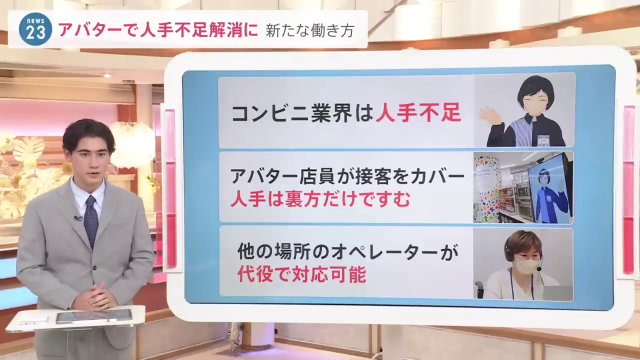 news
23
アバターで人手不足解消に 新たな働き方
コンビニ業界は人手不足
アバター店員が接客をカバー
人手は裏方だけですむ
他の場所のオペレーターが
代役で対応可能